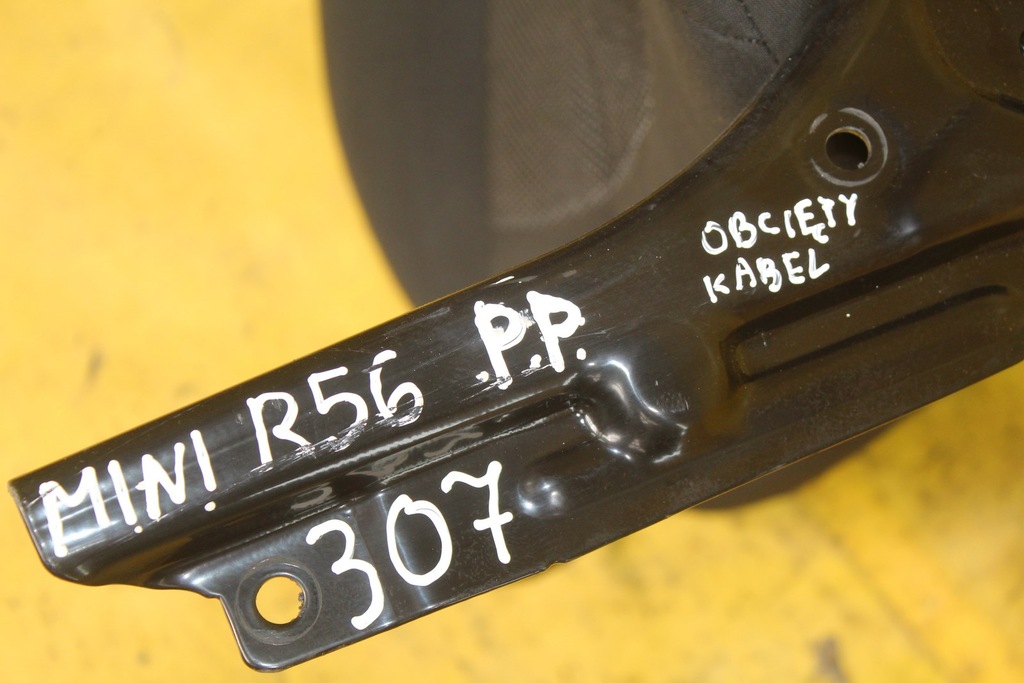 OBCIĘTY
KABEL
MINI R56 P.P.
307